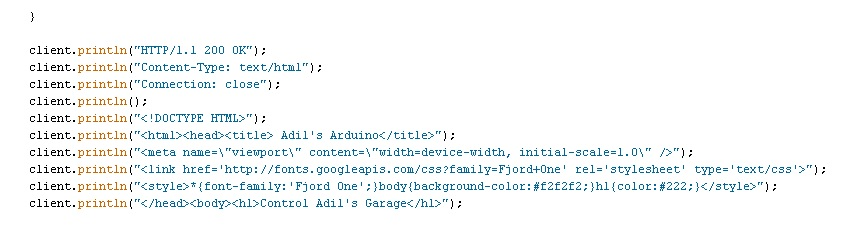 }
client.println("HTTP/1.1 200 OK");
client.println("Content-Type: text/html");
client.println("Connection: close");
client.println();
client.println("<!DOCTYPE HTML>");
client.println("<html><head><title> Adil's Arduino</title>");
client.println("<meta name=\"viewport\" content=\"width=device-width, initial-scale=1.0\" />");
client.println("<link href='http://fonts.googleapis.com/css?family=Fjord+One' rel='stylesheet' type='text/css'>");
client.println("<style>*{font-family:'Fjord One';}body{background-color:#f2f2f2;}h1{color:#222;}</style>");
client.println("</head><body><h1>Control Adil's Garage</h1>");